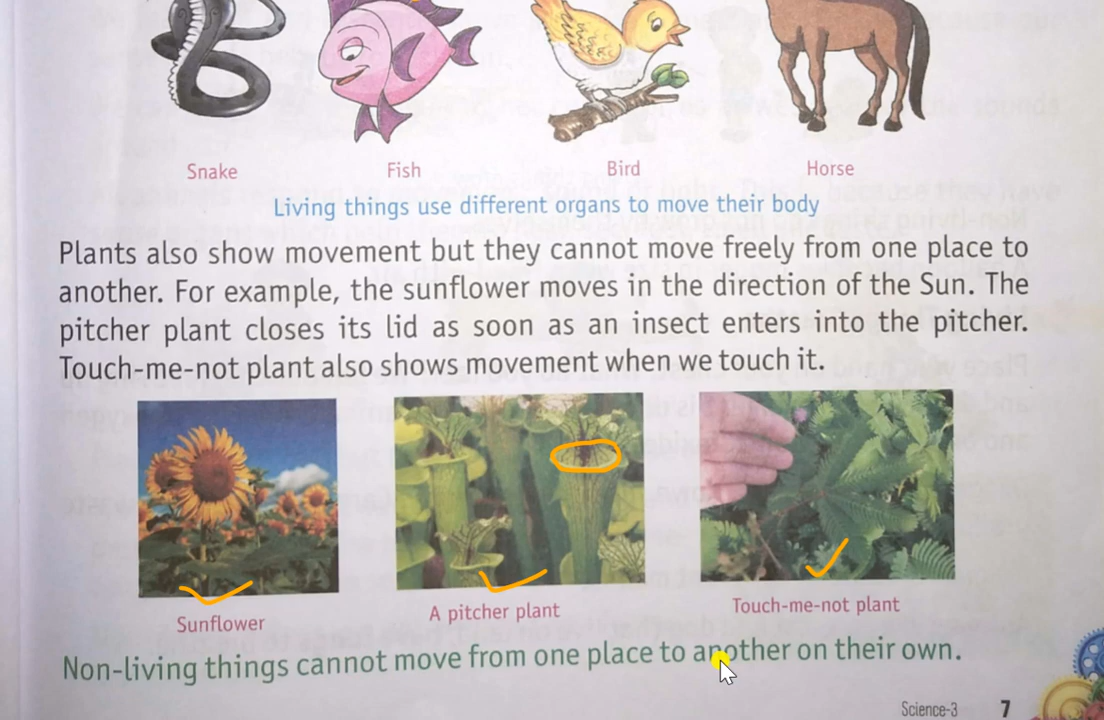 Snake Fish Bird Horse
Living things use different organs to move their body
Plants also show movement but they cannot move freely from one place to
another. For example, the sunflower moves in the direction of the Sun. The
pitcher plant closes its lid as soon as an insect enters into the pitcher.
Touch-me-not plant also shows movement when we touch it.
Sunflower A pitcher plant Touch-me-not plant
Non-living things cannot move from one place to another on their own.
Science-3 7